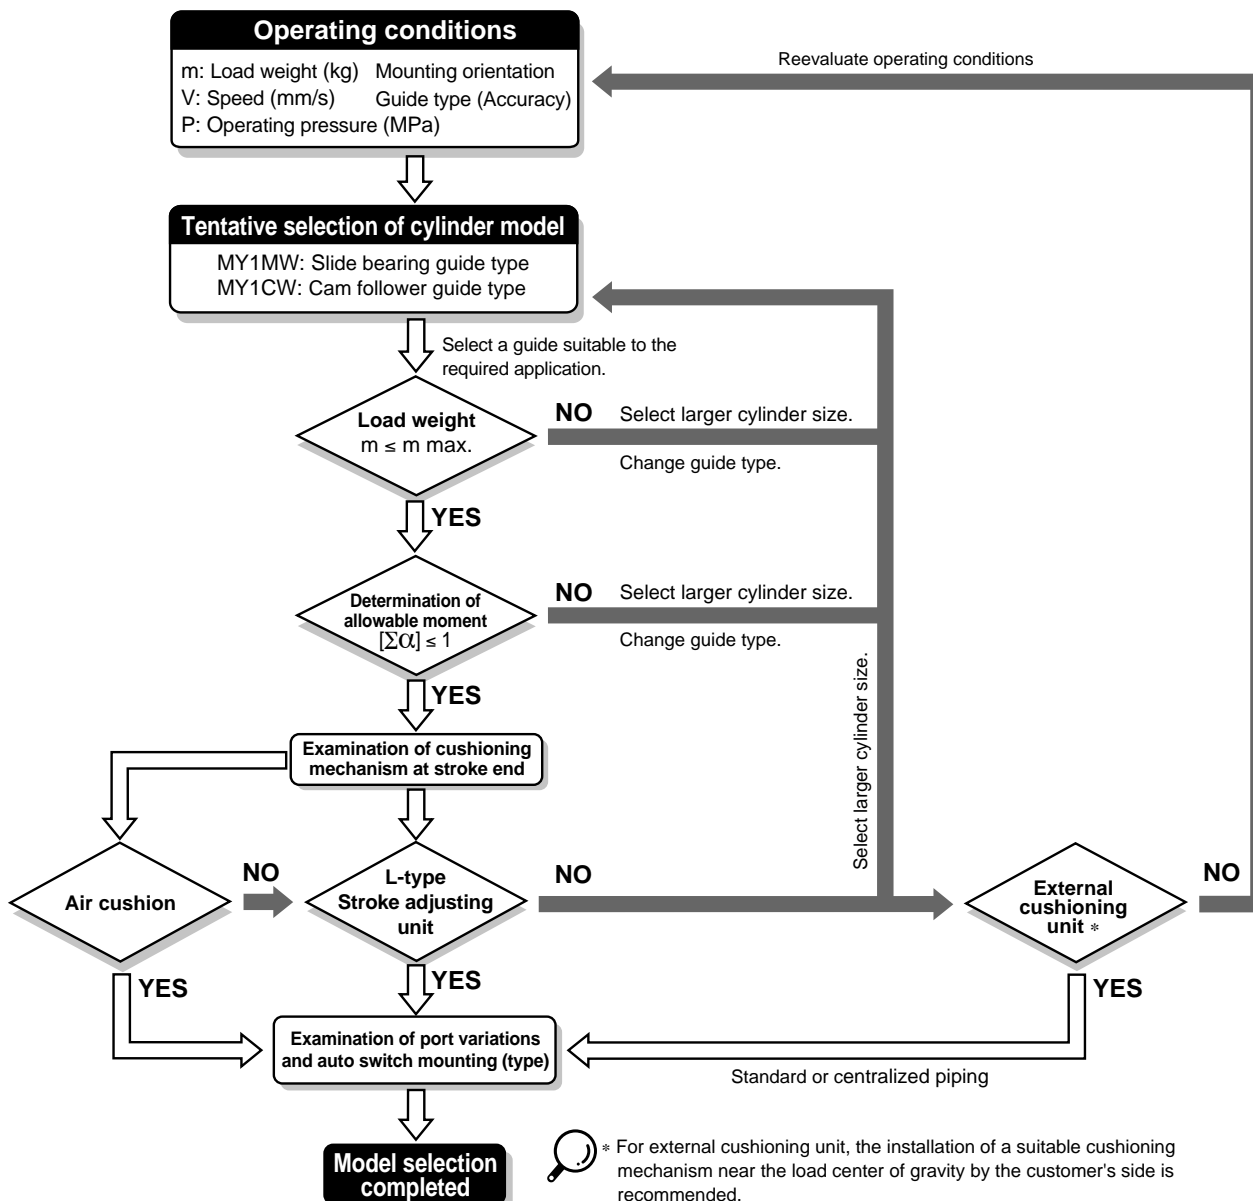 Operating conditions
m: Load weight (kg) Mounting orientation
V: Speed (mm/s) Guide type (Accuracy)
P: Operating pressure (MPa)
Reevaluate operating conditions
Tentative selection of cylinder model
MY1MW: Slide bearing guide type
MY1CW: Cam follower guide type
Select a guide suitable to the
required application.
Load weight
m ≤ m max.
NO Select larger cylinder size.
Change guide type.
YES
Determination of
allowable moment
[Σα] ≤ 1
NO Select larger cylinder size.
Change guide type.
YES
Select larger cylinder size.
Examination of cushioning
mechanism at stroke end
Air cushion
NO
L-type
Stroke adjusting
unit
NO
External
cushioning
unit *
NO
YES
YES
YES
Examination of port variations
and auto switch mounting (type)
Standard or centralized piping
Model selection
completed
* For external cushioning unit, the installation of a suitable cushioning
mechanism near the load center of gravity by the customer's side is
recommended.